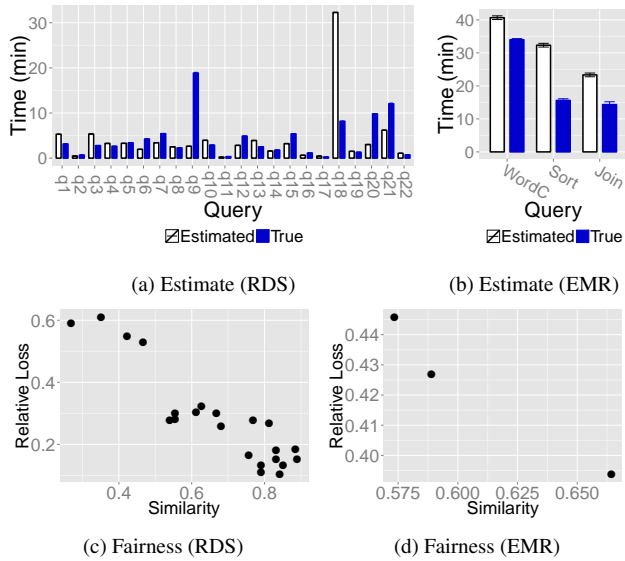 Time (min)
30
20
10
0
q1 q2 q3 q4 q5 q6 q7 q8 q9 q10 q11 q12 q13 q14 q15 q16 q17 q18 q19 q20 q21 q22
Query
Estimated True
(a) Estimate (RDS)
Time (min)
40
30
20
10
0
WordC Sort Join
Query
Estimated True
(b) Estimate (EMR)
Relative Loss
0.6
0.4
0.2
0.4 0.6 0.8
Similarity
(c) Fairness (RDS)
Relative Loss
0.44
0.43
0.42
0.41
0.40
0.575 0.600 0.625 0.650
Similarity
(d) Fairness (EMR)